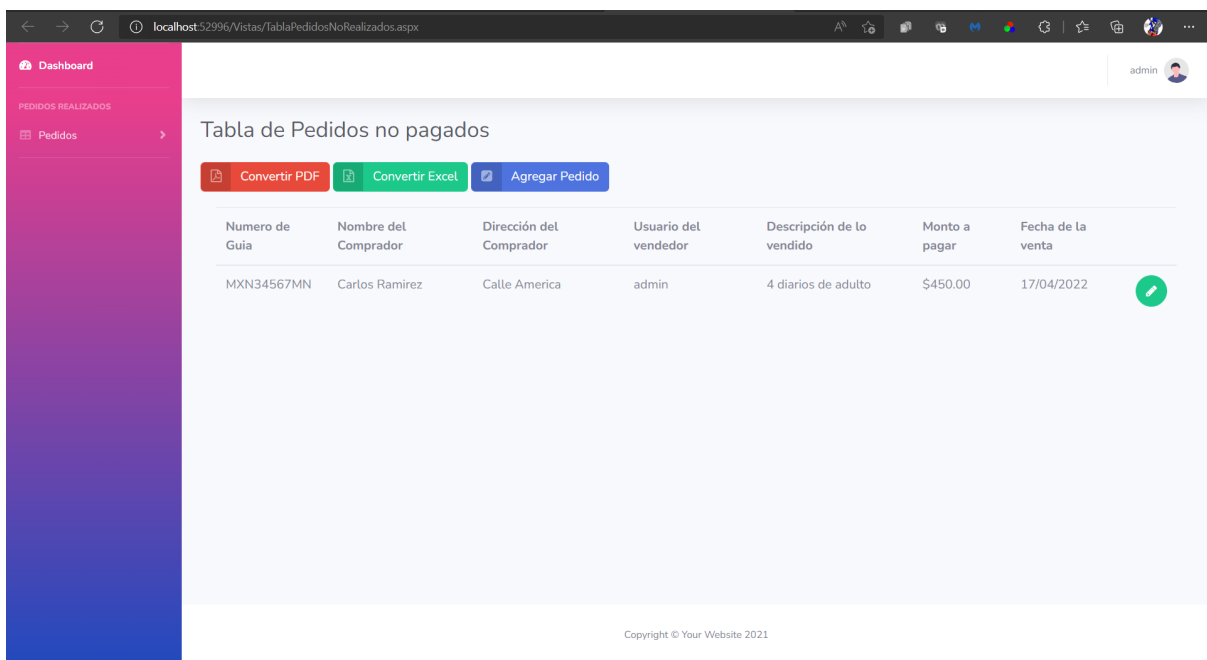 localhost:52996/Vistas/TablaPedidosNoRealizados.aspx
Dashboard
admin
PEDIDOS REALIZADOS
Pedidos
Tabla de Pedidos no pagados
Convertir PDF Convertir Excel Agregar Pedido
Numero de Guia Nombre del Comprador Dirección del Comprador Usuario del vendedor Descripción de lo vendido Monto a pagar Fecha de la venta
MXN34567MN Carlos Ramirez Calle America admin 4 diarios de adulto $450.00 17/04/2022
Copyright © Your Website 2021